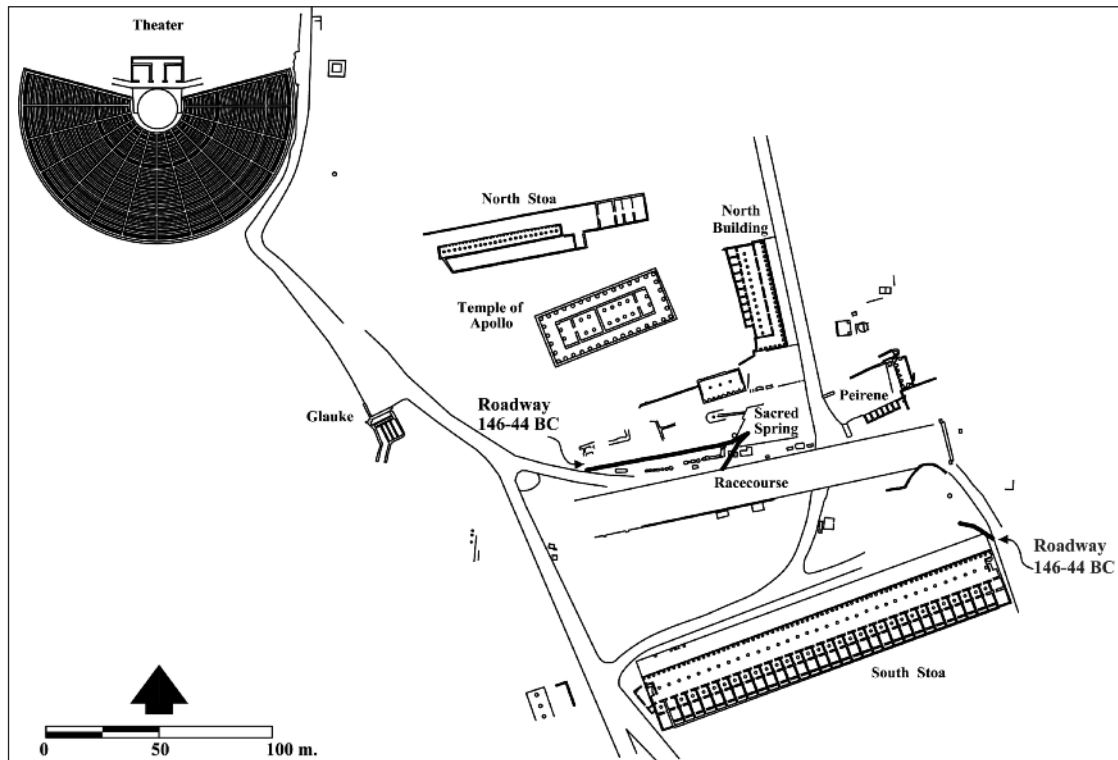 Theater
North Stoa
North
Building
Temple of
Apollo
Peirene
Glauke
Roadway
146-44 BC
Sacred
Spring
Racecourse
Roadway
146-44 BC
South Stoa
0 50 100 m.